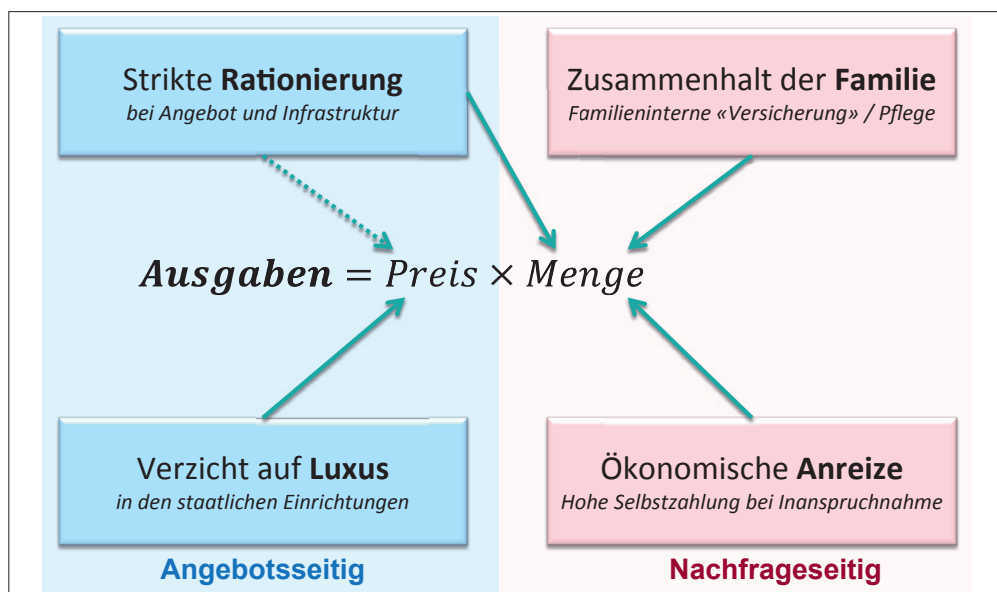 Strikte Rationierung
bei Angebot und Infrastruktur
Zusammenhalt der Familie
Familieninterne «Versicherung» / Pflege
Ausgaben = Preis × Menge
Verzicht auf Luxus
in den staatlichen Einrichtungen
Ökonomische Anreize
Hohe Selbstzahlung bei Inanspruchnahme
Angebotsseitig
Nachfrageseitig